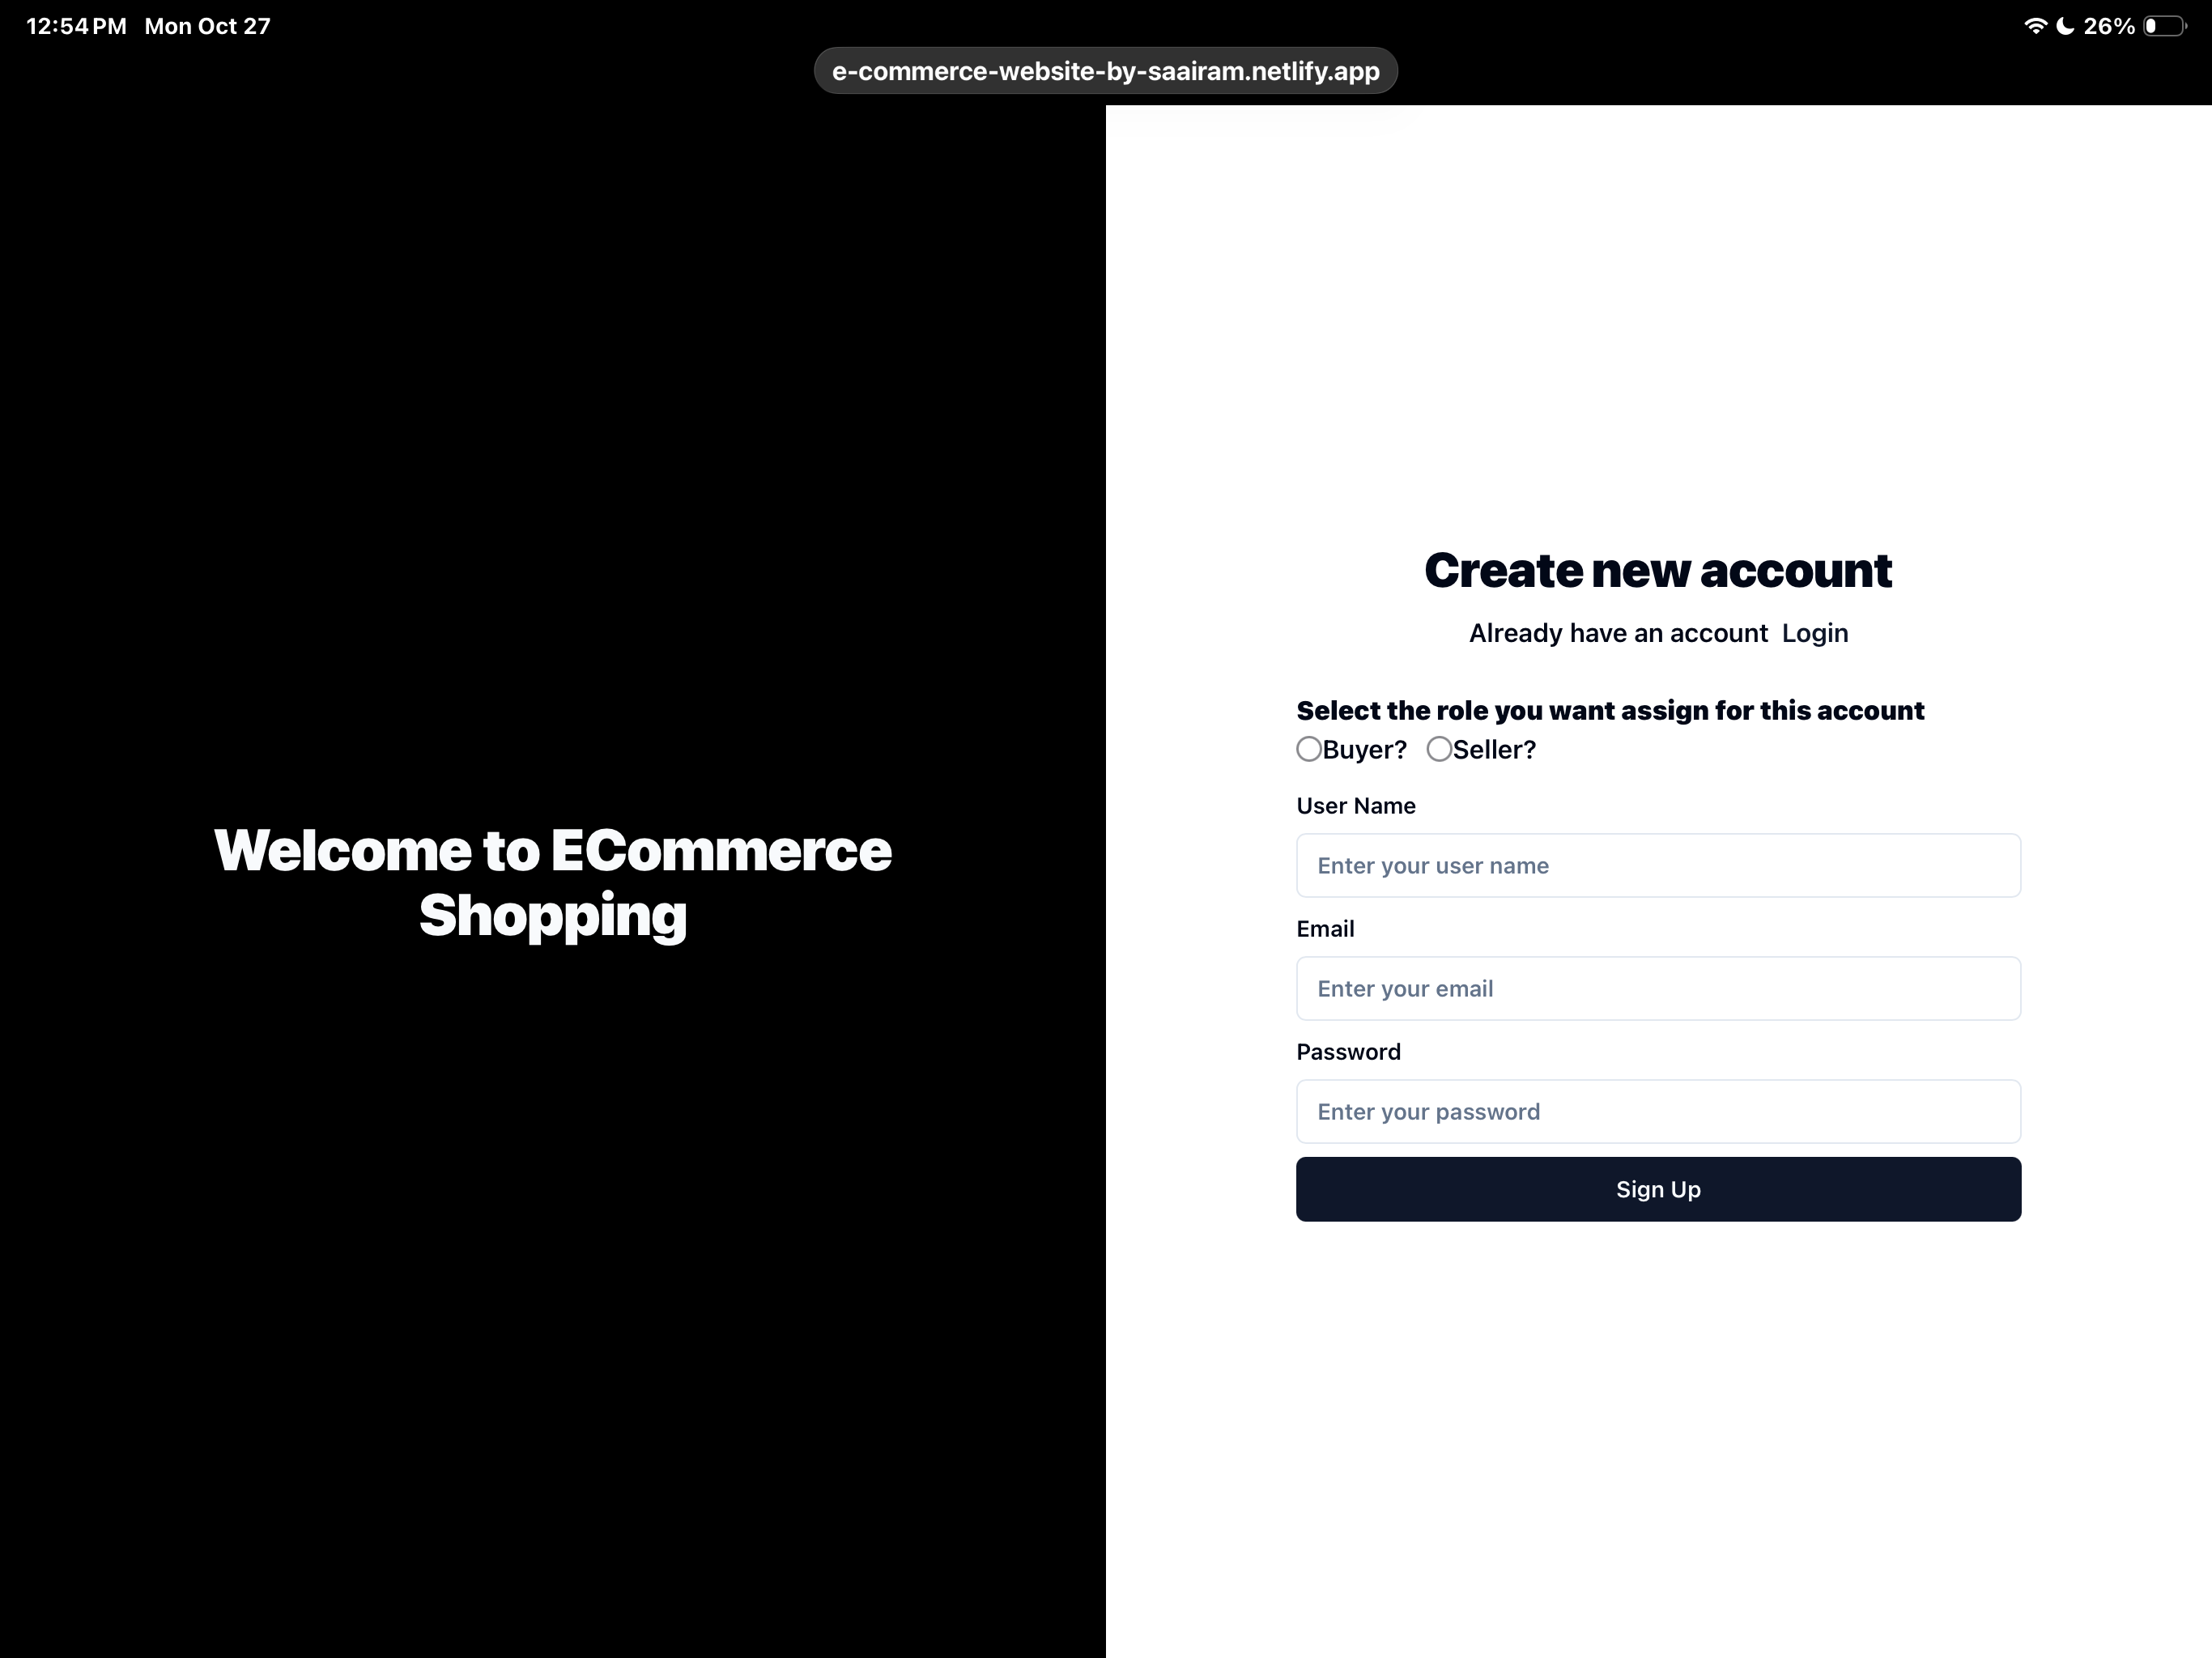 12:54 PM Mon Oct 27
26%
e-commerce-website-by-saairam.netlify.app
Welcome to ECommerce
Shopping
Create new account
Already have an account Login
Select the role you want assign for this account
Buyer? Seller?
User Name
Enter your user name
Email
Enter your email
Password
Enter your password
Sign Up